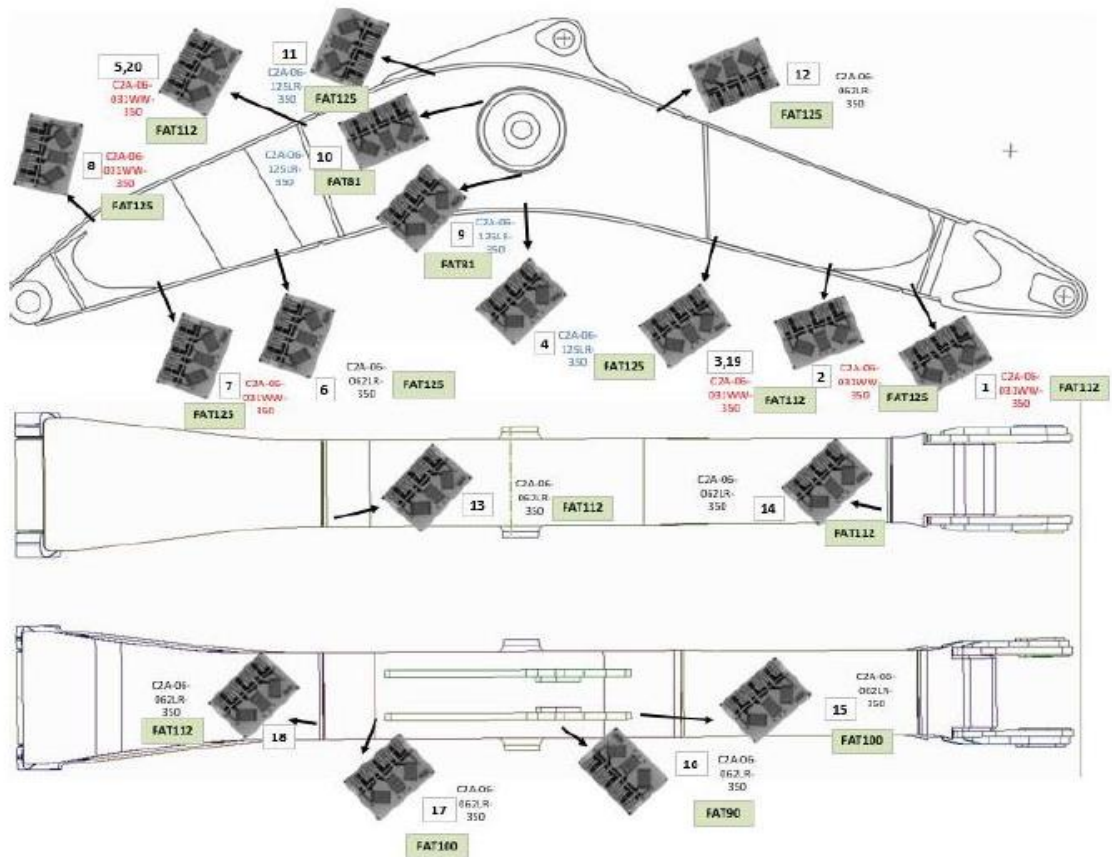 5,20
C2A-06-
031WW-
350
FAT112
11
C2A-06-
125LR-
350
FAT125
12
C2A-06-
062LR-
350
FAT125
8
C2A-06-
031WW-
350
FAT125
C2A-06-
125LR-
350
10
FAT81
9
C2A-06-
125LR-
350
FAT81
4
C2A-06-
125LR-
350
FAT125
7
C2A-06-
031WW-
350
FAT125
6
C2A-06-
062LR-
350
FAT125
3,19
C2A-06-
031WW-
350
FAT112
2
C2A-06-
031WW-
350
FAT125
1
C2A-06-
031WW-
350
FAT112
13
C2A-06-
062LR-
350
FAT112
C2A-06-
062LR-
350
14
FAT112
C2A-06-
062LR-
350
FAT112
18
15
C2A-06-
062LR-
350
FAT100
17
C2A-06-
062LR-
350
FAT100
16
C2A-06-
062LR-
350
FAT90